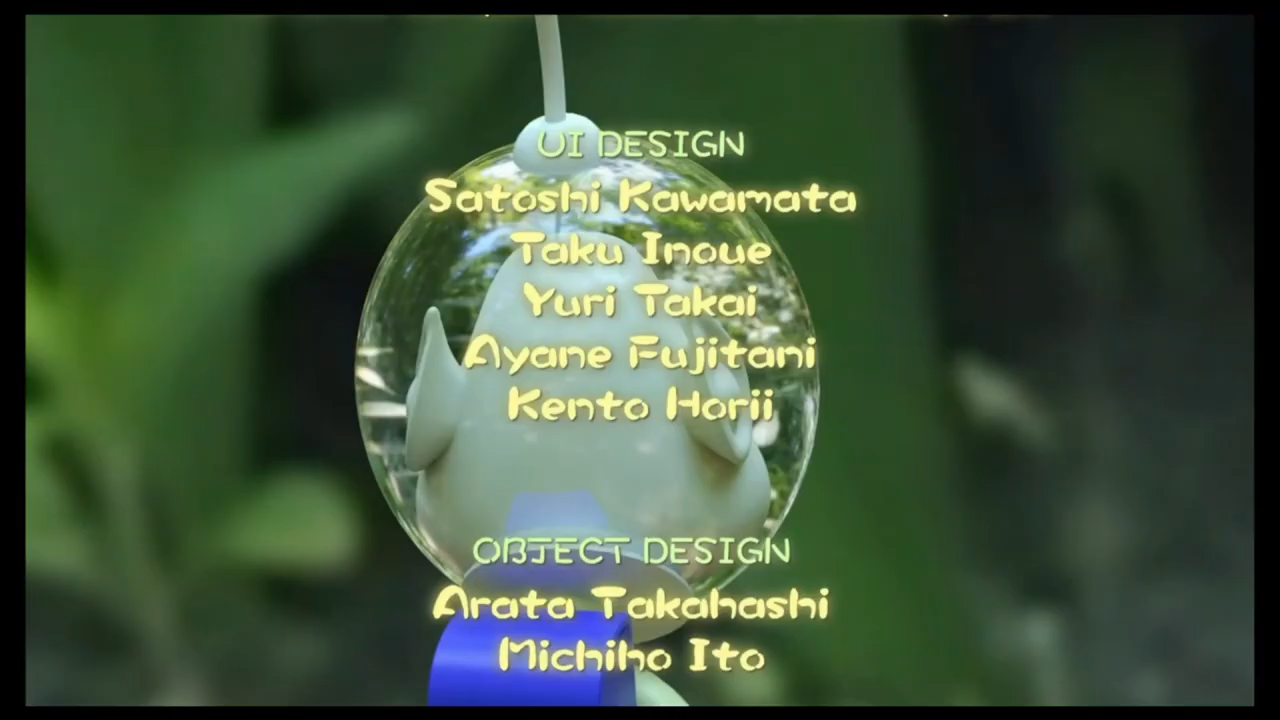 UI DESIGN
Satoshi Kawamata
Taku Inoue
Yuri Takai
Ayane Fujitani
Kento Horii
OBJECT DESIGN
Arata Takahashi
Michiho Ito